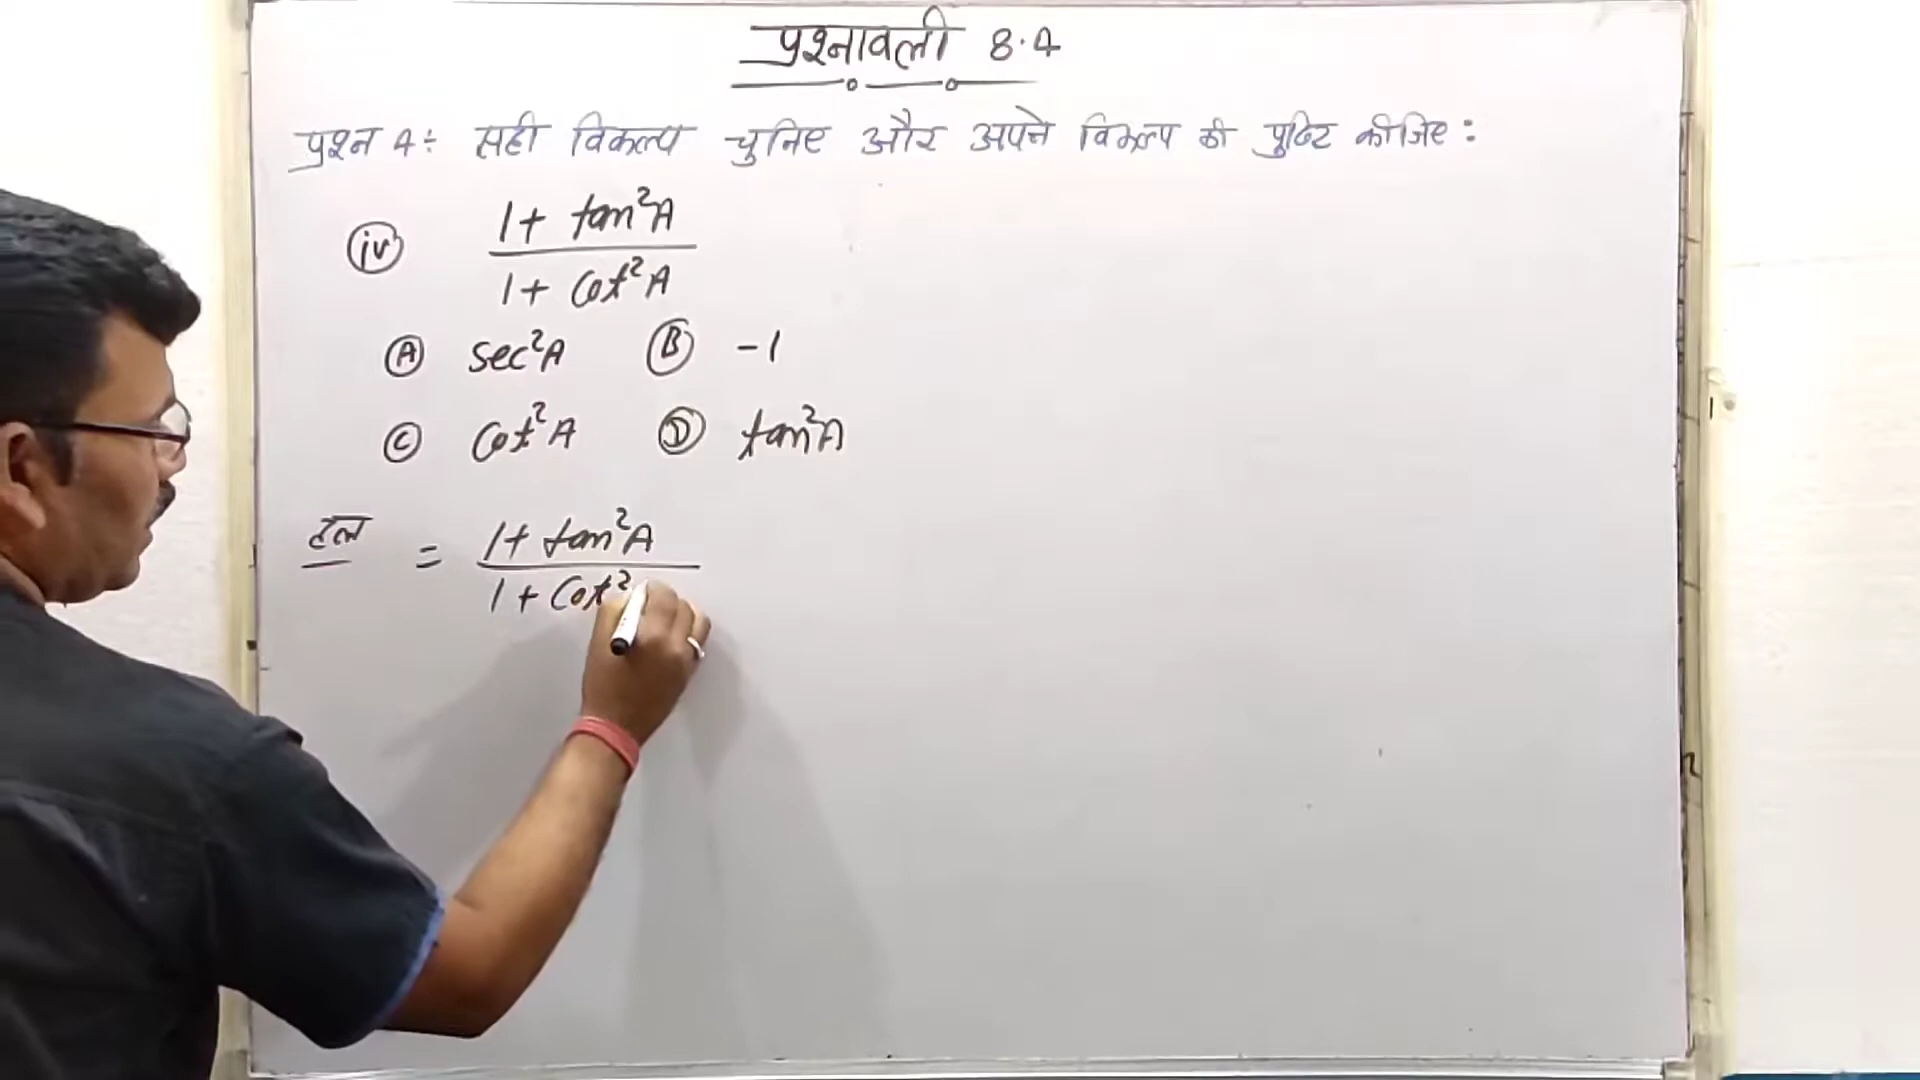 प्रश्नावली 8.4
प्रश्न 4÷ सही विकल्प चुनिए और अपने विकल्प की पुष्टि कीजिए :
(iv) 1 + tan²A
1 + Cot²A
(A) Sec²A (B) -1
(C) Cot²A (D) tan²A
हल = 1 + tan²A
1 + Cot²